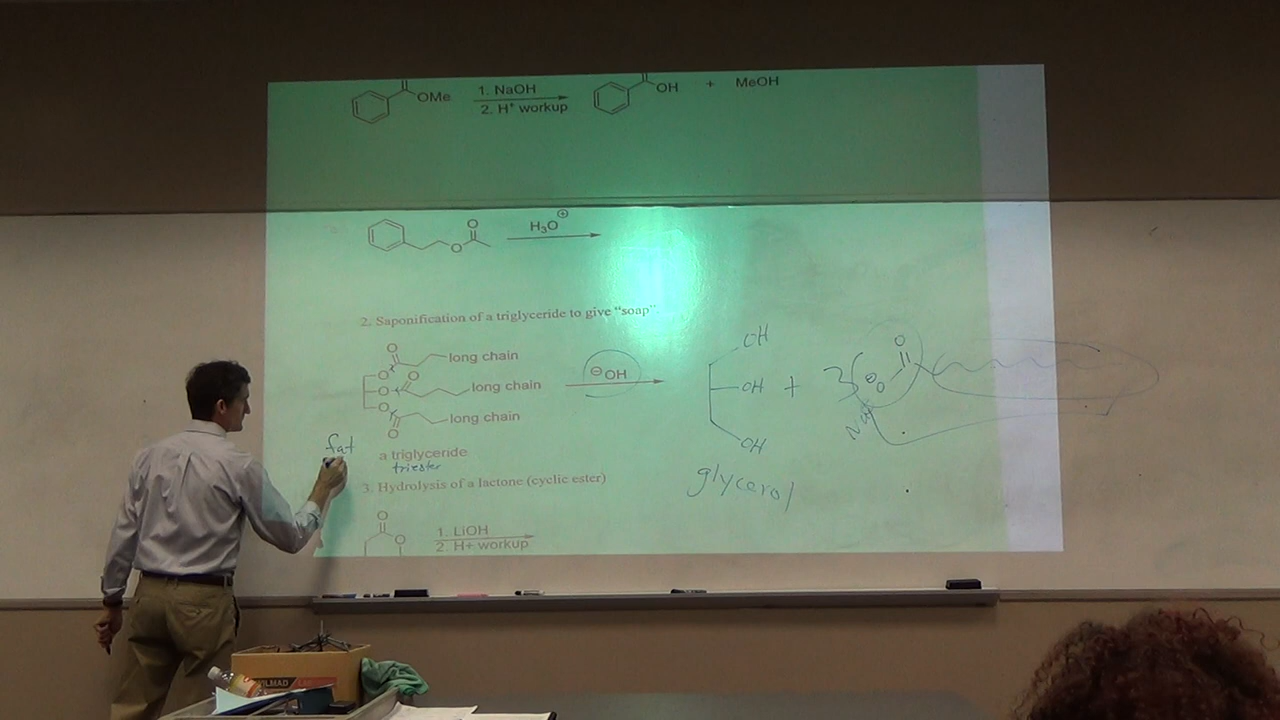 O
OMe 1. NaOH 2. H⁺ workup OH + MeOH
O O H₃O⊕
2. Saponification of a triglyceride to give “soap”
O long chain
O O long chain
O long chain
O
⊖OH
OH
OH
OH
+ 3( ⊖O O
Na
glycerol
fat
a triglyceride
triester
3. Hydrolysis of a lactone (cyclic ester)
O
O
1. LiOH
2. H+ workup
WILMAD